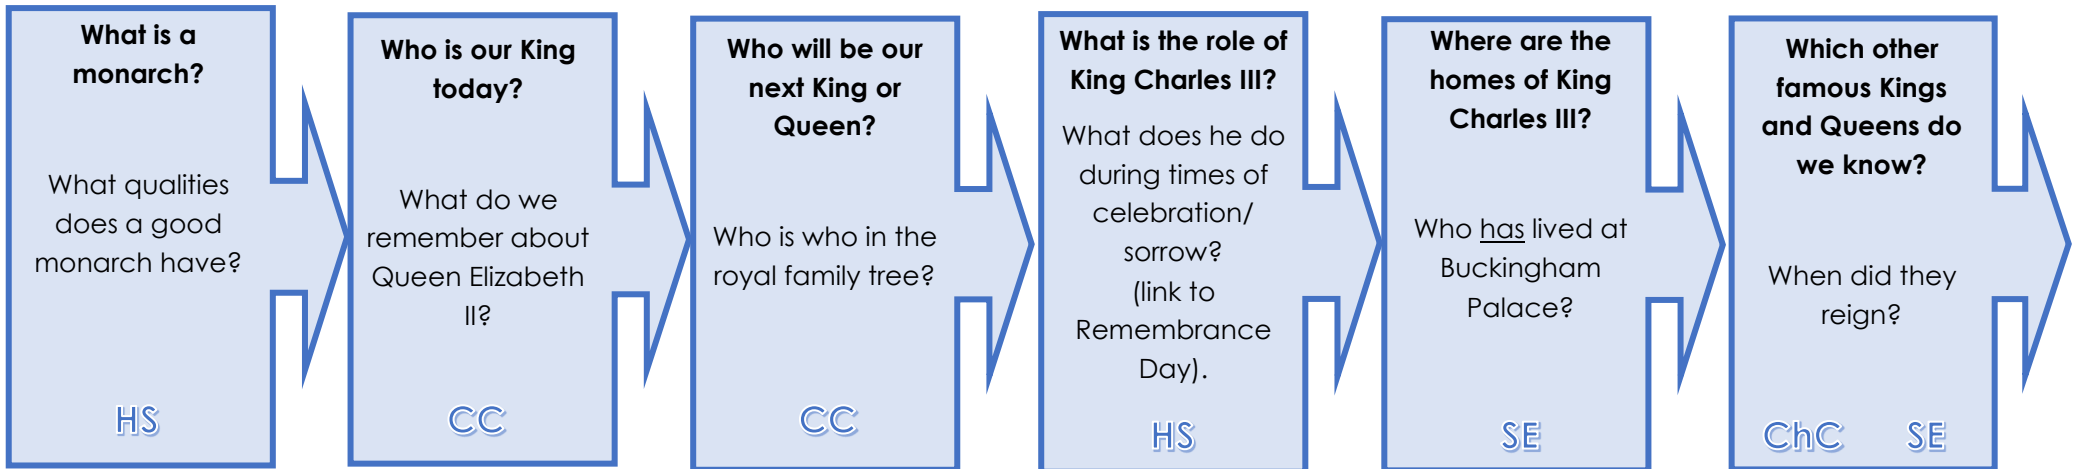 What is a
monarch?
What qualities
does a good
monarch have?
HS
Who is our King
today?
What do we
remember about
Queen Elizabeth
II?
CC
Who will be our
next King or
Queen?
Who is who in the
royal family tree?
CC
What is the role of
King Charles III?
What does he do
during times of
celebration/
sorrow?
(link to
Remembrance
Day).
HS
Where are the
homes of King
Charles III?
Who has lived at
Buckingham
Palace?
SE
Which other
famous Kings
and Queens do
we know?
When did they
reign?
ChC SE